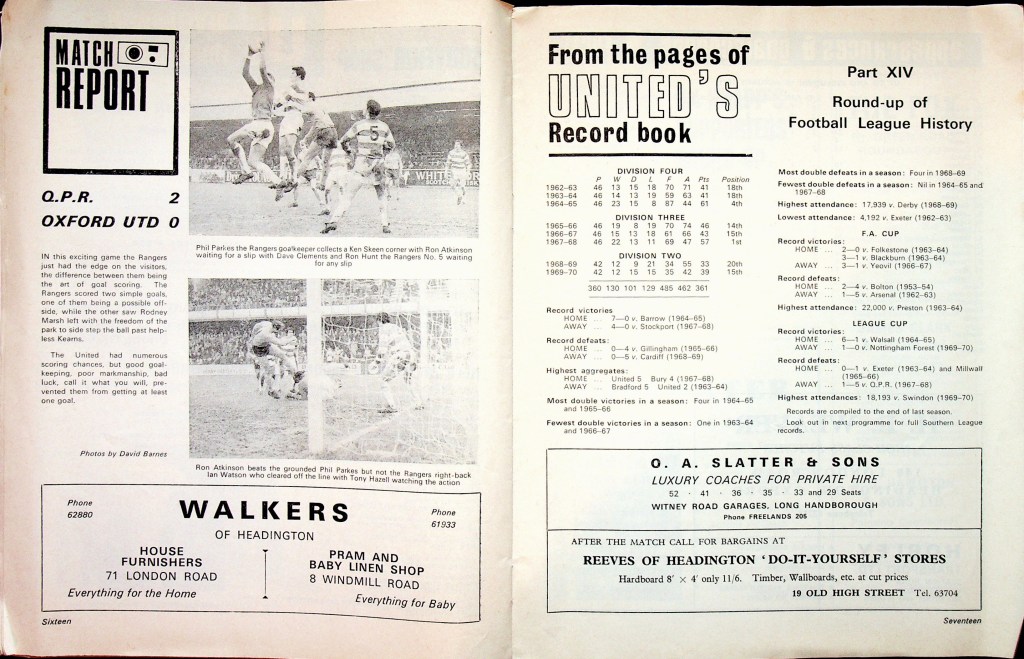 MATCH
REPORT
Q.P.R. 2
OXFORD UTD 0
IN this exciting game the Rangers
just had the edge on the visitors,
the difference between them being
the art of goal scoring. The
Rangers scored two simple goals,
one of them being a possible off-
side, while the other saw Rodney
Marsh left with the freedom of the
park to side step the ball past help-
less Kearns.
The United had numerous
scoring chances, but good goal-
keeping, poor markmanship, bad
luck, call it what you will, pre-
vented them from getting at least
one goal.
Photos by David Barnes
5
WHITE
SCOTCH
Phil Parkes the Rangers goalkeeper collects a Ken Skeen corner with Ron Atkinson
waiting for a slip with Dave Clements and Ron Hunt the Rangers No. 5 waiting
for any slip
Ron Atkinson beats the grounded Phil Parkes but not the Rangers right-back
Ian Watson who cleared off the line with Tony Hazell watching the action
Phone
62880
WALKERS
Phone
61933
OF HEADINGTON
HOUSE
FURNISHERS
71 LONDON ROAD
Everything for the Home
PRAM AND
BABY LINEN SHOP
8 WINDMILL ROAD
Everything for Baby
Sixteen
From the pages of
UNITED'S
Record book
Part XIV
Round-up of
Football League History
DIVISION FOUR
P W D L F A Pts Position
1962–63 46 13 15 18 70 71 41 18th
1963–64 46 14 13 19 59 63 41 18th
1964–65 46 23 15 8 87 44 61 4th
DIVISION THREE
1965–66 46 19 8 19 70 74 46 14th
1966–67 46 15 13 18 61 66 43 15th
1967–68 46 22 13 11 69 47 57 1st
DIVISION TWO
1968–69 42 12 9 21 34 55 33 20th
1969–70 42 12 15 15 35 42 39 15th
360 130 101 129 485 462 361
Record victories
HOME ... 7—0 v. Barrow (1964–65)
AWAY ... 4—0 v. Stockport (1967–68)
Record defeats:
HOME ... 0—4 v. Gillingham (1965–66)
AWAY ... 0—5 v. Cardiff (1968–69)
Highest aggregates:
HOME ... United 5 Bury 4 (1967–68)
AWAY ... Bradford 5 United 2 (1963–64)
Most double victories in a season: Four in 1964–65
and 1965–66
Fewest double victories in a season: One in 1963–64
and 1966–67
Most double defeats in a season: Four in 1968–69
Fewest double defeats in a season: Nil in 1964–65 and
1967–68
Highest attendance: 17,939 v. Derby (1968–69)
Lowest attendance: 4,192 v. Exeter (1962–63)
F.A. CUP
Record victories:
HOME ... 2—0 v. Folkestone (1963–64)
3—1 v. Blackburn (1963–64)
AWAY ... 3—1 v. Yeovil (1966–67)
Record defeats:
HOME ... 2—4 v. Bolton (1953–54)
AWAY ... 1—5 v. Arsenal (1962–63)
Highest attendance: 22,000 v. Preston (1963–64)
LEAGUE CUP
Record victories:
HOME ... 6—1 v. Walsall (1964–65)
AWAY ... 1—0 v. Nottingham Forest (1969–70)
Record defeats:
HOME ... 0—1 v. Exeter (1963–64) and Millwall
(1965–66)
AWAY ... 1—5 v. Q.P.R. (1967–68)
Highest attendances: 18,193 v. Swindon (1969–70)
Records are compiled to the end of last season.
Look out in next programme for full Southern League
records.
O. A. SLATTER & SONS
LUXURY COACHES FOR PRIVATE HIRE
52 · 41 · 36 · 35 · 33 and 29 Seats
WITNEY ROAD GARAGES, LONG HANDBOROUGH
Phone FREELANDS 205
AFTER THE MATCH CALL FOR BARGAINS AT
REEVES OF HEADINGTON 'DO-IT-YOURSELF' STORES
Hardboard 8' × 4' only 11/6. Timber, Wallboards, etc. at cut prices
19 OLD HIGH STREET Tel. 63704
Seventeen